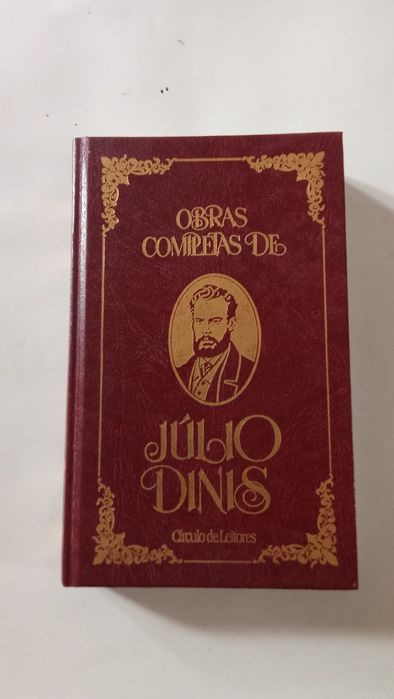 OBRAS
COMPLETAS DE
JÚLIO
DINIS
Círculo de Leitores